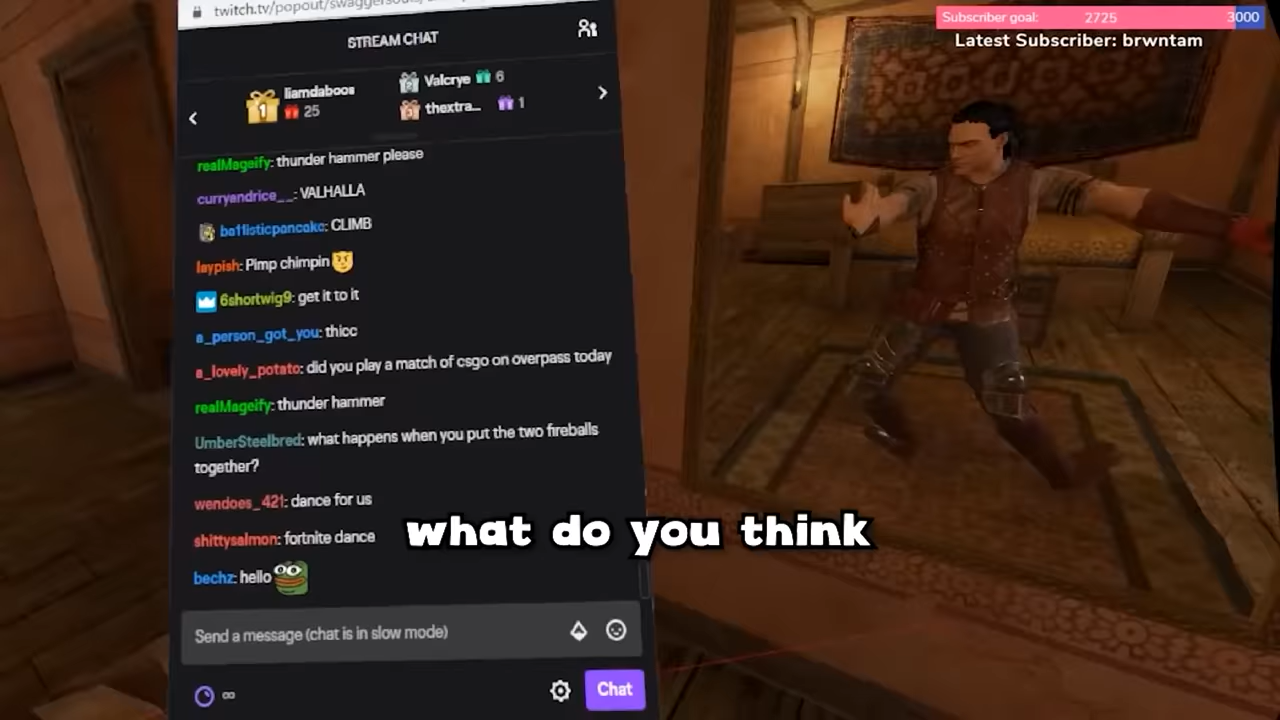 twitch.tv/popout/swaggersouls/
Subscriber goal: 2725 3000
Latest Subscriber: brwntam
STREAM CHAT
1 liamdaboos 25
2 Valcrye 6
3 thextra... 1
realMageify: thunder hammer please
curryandrice__: VALHALLA
ba11isticpancake: CLIMB
laypish: Pimp chimpin
6shortwig9: get it to it
a_person_got_you: thicc
a_lovely_potato: did you play a match of csgo on overpass today
realMageify: thunder hammer
UmberSteelbred: what happens when you put the two fireballs
together?
wendoes_421: dance for us
shittysalmon: fortnite dance
what do you think
bechz: hello
Send a message (chat is in slow mode)
∞
Chat